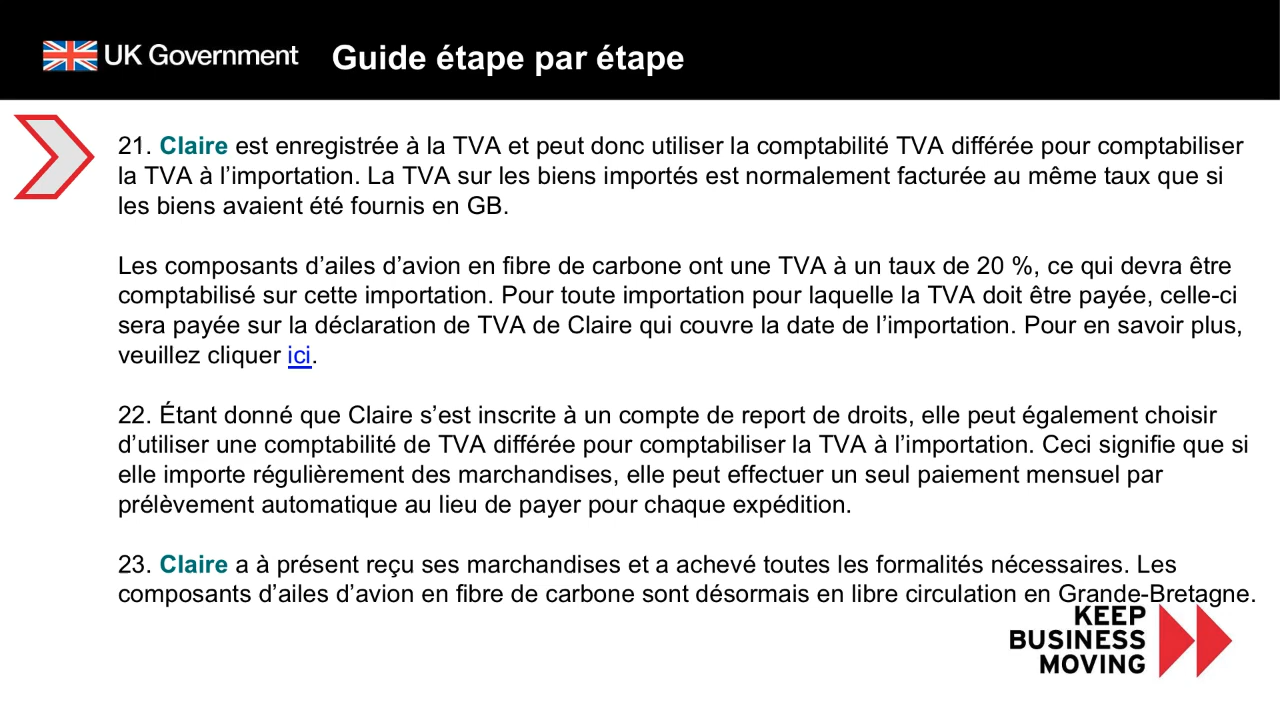 UK Government
Guide étape par étape
21. Claire est enregistrée à la TVA et peut donc utiliser la comptabilité TVA différée pour comptabiliser
la TVA à l’importation. La TVA sur les biens importés est normalement facturée au même taux que si
les biens avaient été fournis en GB.
Les composants d’ailes d’avion en fibre de carbone ont une TVA à un taux de 20 %, ce qui devra être
comptabilisé sur cette importation. Pour toute importation pour laquelle la TVA doit être payée, celle-ci
sera payée sur la déclaration de TVA de Claire qui couvre la date de l’importation. Pour en savoir plus,
veuillez cliquer ici.
22. Étant donné que Claire s’est inscrite à un compte de report de droits, elle peut également choisir
d’utiliser une comptabilité de TVA différée pour comptabiliser la TVA à l’importation. Ceci signifie que si
elle importe régulièrement des marchandises, elle peut effectuer un seul paiement mensuel par
prélèvement automatique au lieu de payer pour chaque expédition.
23. Claire a à présent reçu ses marchandises et a achevé toutes les formalités nécessaires. Les
composants d’ailes d’avion en fibre de carbone sont désormais en libre circulation en Grande-Bretagne.
KEEP
BUSINESS
MOVING